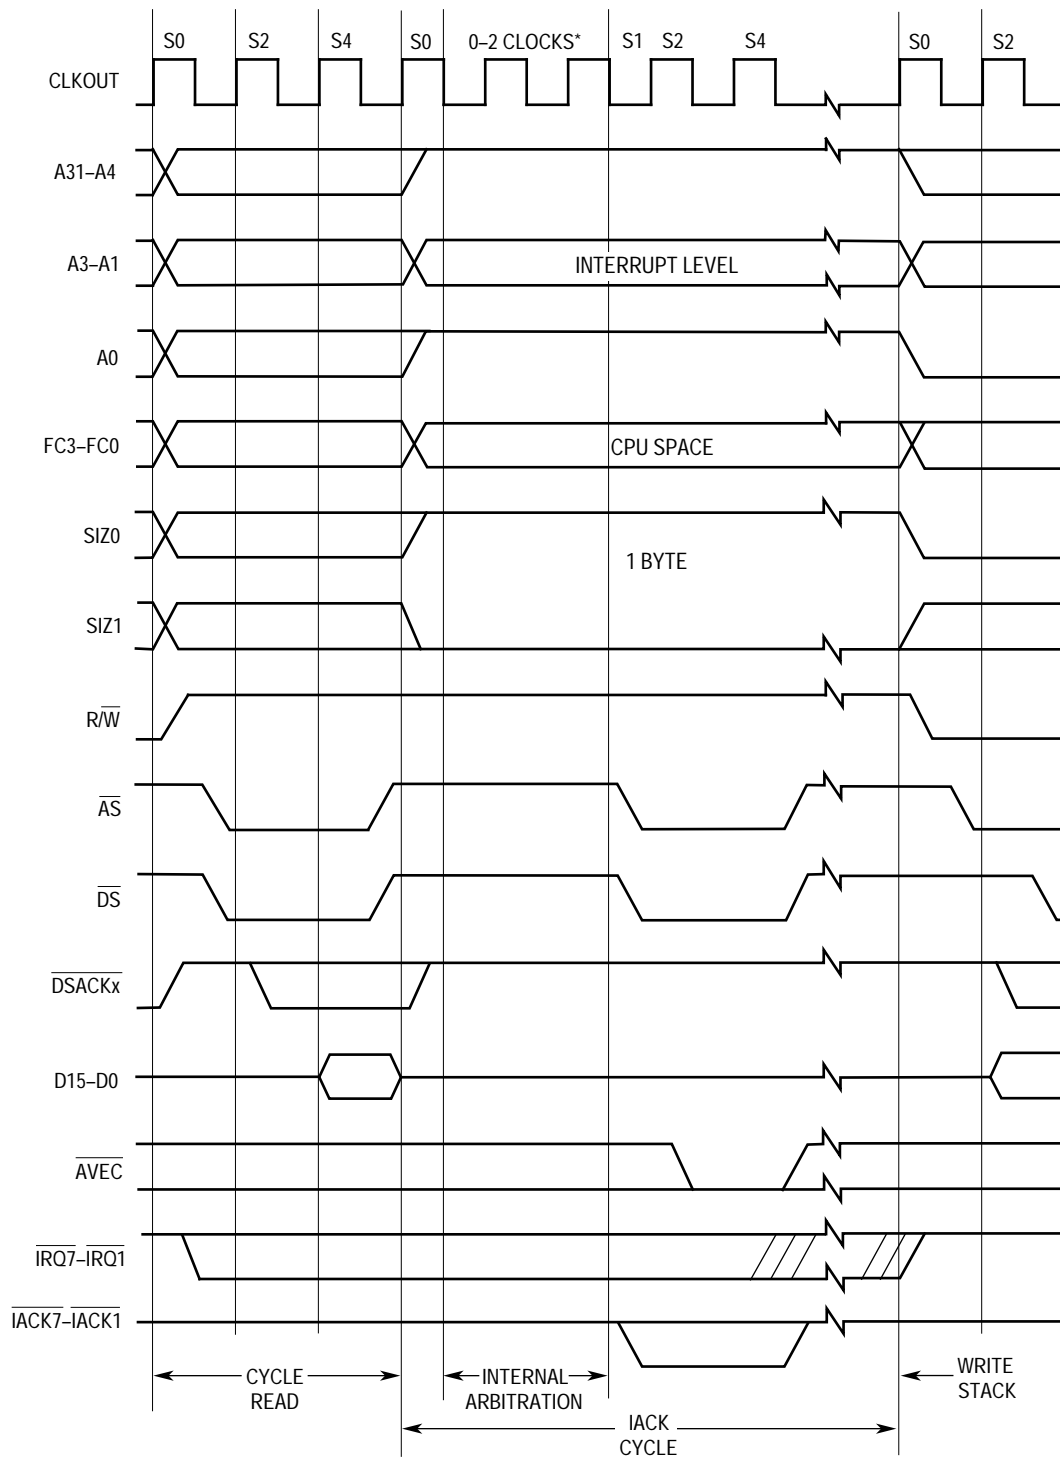 S0 S2 S4 S0 0–2 CLOCKS* S1 S2 S4 S0 S2
CLKOUT
A31–A4
A3–A1
INTERRUPT LEVEL
A0
FC3–FC0
CPU SPACE
SIZ0
1 BYTE
SIZ1
R/W
AS
DS
DSACKx
D15–D0
AVEC
IRQ7–IRQ1
IACK7–IACK1
CYCLE
READ
INTERNAL
ARBITRATION
WRITE
STACK
IACK
CYCLE